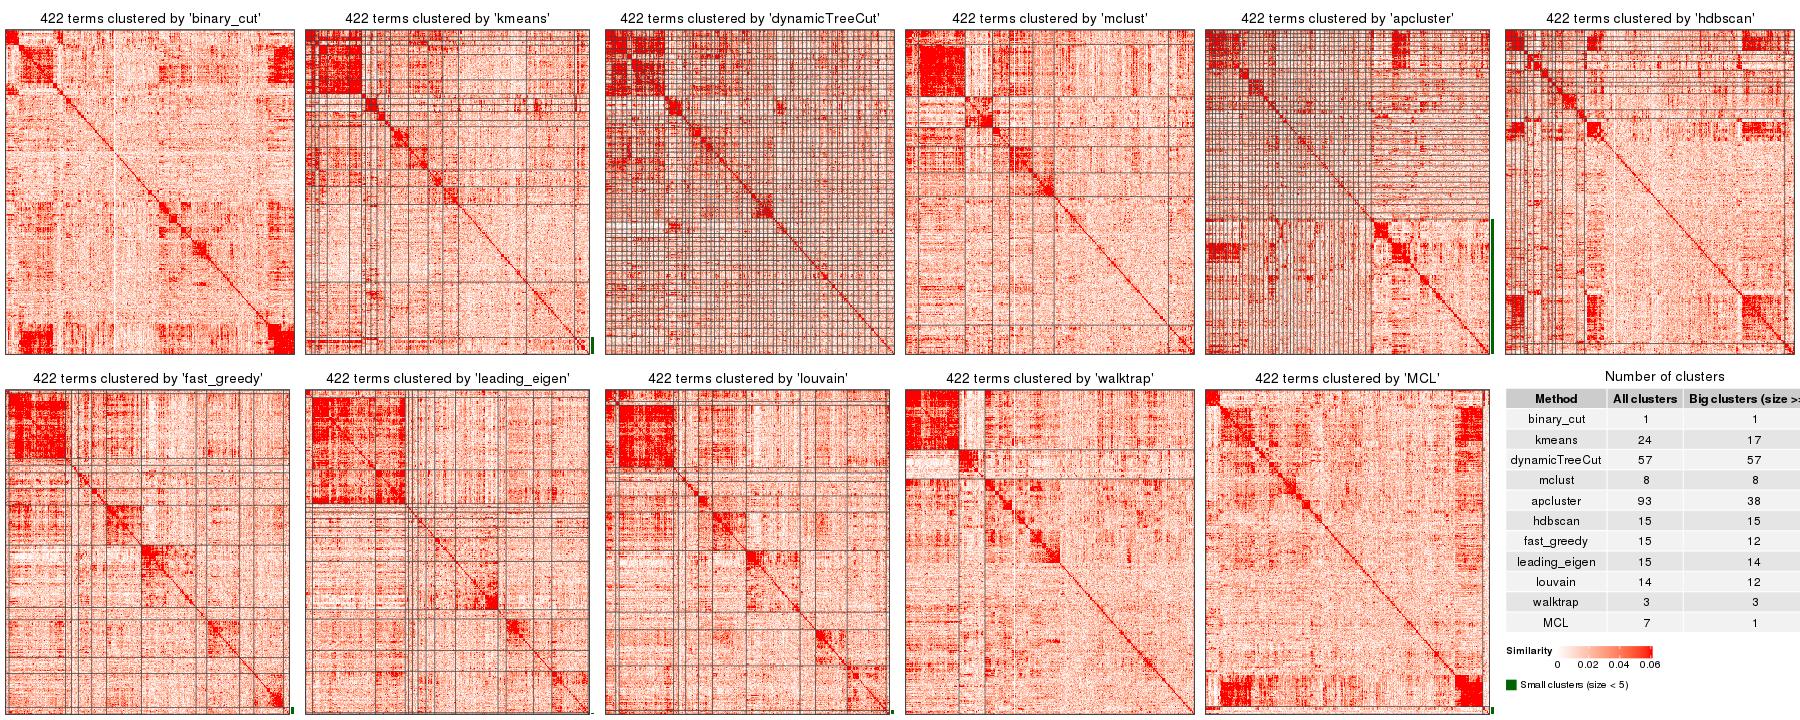 422 terms clustered by 'binary_cut'
422 terms clustered by 'kmeans'
422 terms clustered by 'dynamicTreeCut'
422 terms clustered by 'mclust'
422 terms clustered by 'apcluster'
422 terms clustered by 'hdbscan'
422 terms clustered by 'fast_greedy'
422 terms clustered by 'leading_eigen'
422 terms clustered by 'louvain'
422 terms clustered by 'walktrap'
422 terms clustered by 'MCL'
Number of clusters
Method All clusters Big clusters (size >=
binary_cut 1 1
kmeans 24 17
dynamicTreeCut 57 57
mclust 8 8
apcluster 93 38
hdbscan 15 15
fast_greedy 15 12
leading_eigen 15 14
louvain 14 12
walktrap 3 3
MCL 7 1
Similarity
0 0.02 0.04 0.06
Small clusters (size < 5)